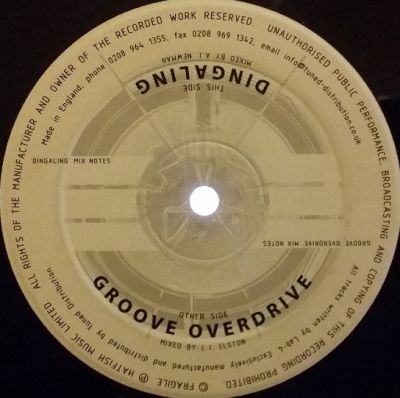 ALL RIGHTS OF THE MANUFACTURER AND OWNER OF THE RECORDED WORK RESERVED. UNAUTHORISED PUBLIC PERFORMANCE, BROADCASTING AND COPYING OF THIS RECORDING PROHIBITED. © FRAGILE ℗ HATFISH MUSIC LIMITED
Made in England, phone 0208 964 1355, fax 0208 969 1342, email info@tuned-distribution.co.uk
THIS SIDE
DINGALING
MIXED BY A.J. NEWMAN
'DINGALING' MIX NOTES
GROOVE OVERDRIVE MIX NOTES
OTHER SIDE
GROOVE OVERDRIVE
MIXED BY L.J. ELSTON
All tracks written by Lab-4. Exclusively manufactured and distributed by Tuned Distribution.